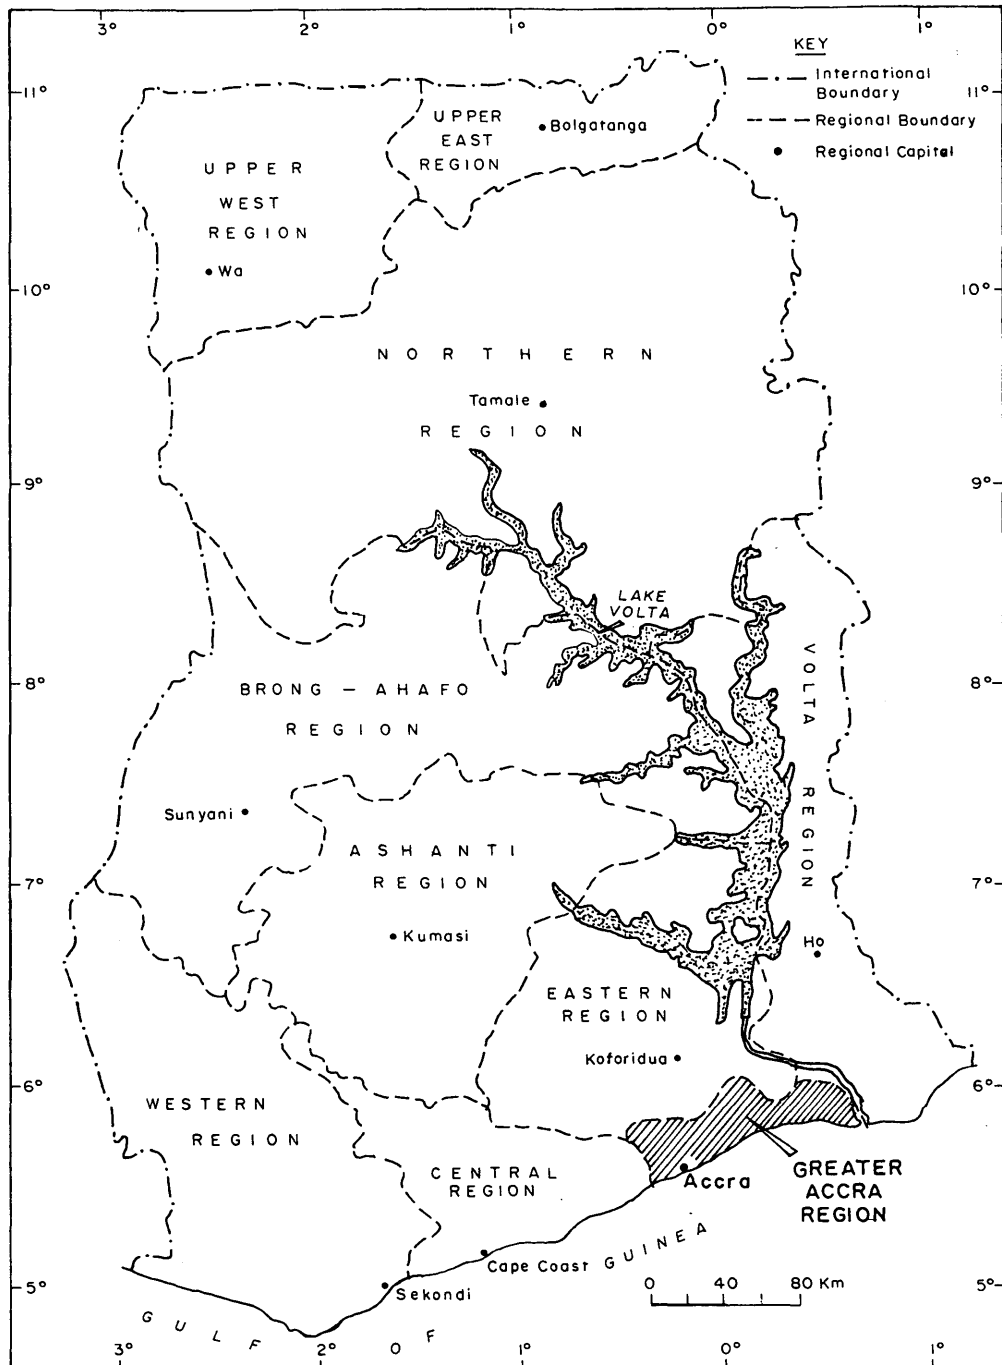 3° 2° 1° 0° 1°
KEY
International
Boundary
Regional Boundary
Regional Capital
11° 11°
UPPER
EAST
REGION
Bolgatanga
UPPER
WEST
REGION
Wa
10° 10°
NORTHERN
Tamale
REGION
9° 9°
LAKE
VOLTA
VOLTA REGION
8° 8°
BRONG – AHAFO
REGION
Sunyani
ASHANTI
REGION
7° 7°
Kumasi
Ho
EASTERN
REGION
Koforidua
6° 6°
WESTERN
REGION
CENTRAL
REGION
Accra
GREATER
ACCRA
REGION
Cape Coast
Sekondi
GULF OF GUINEA
0 40 80 Km
5° 5°
3° 2° 1° 0° 1°